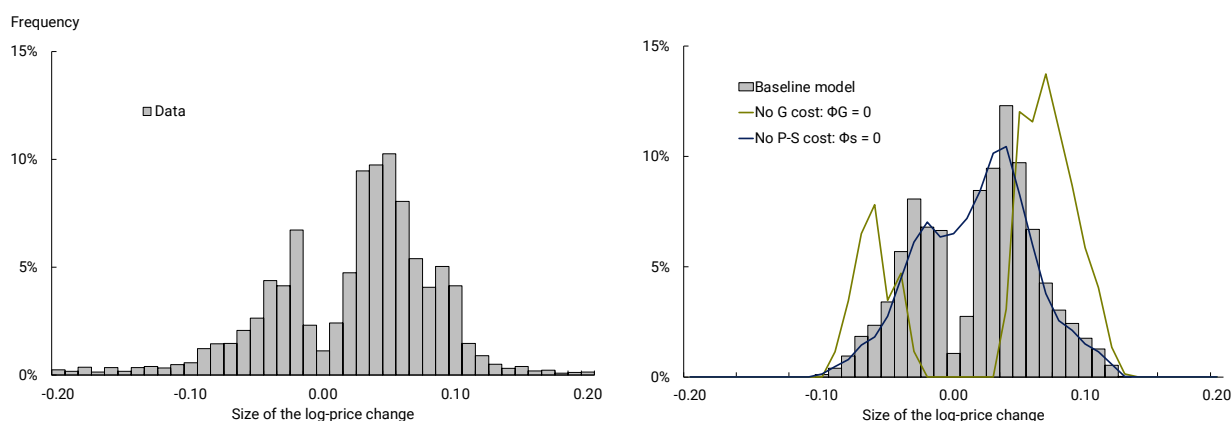 Frequency
15%
10%
5%
0%
Data
-0.20 -0.10 0.00 0.10 0.20
Size of the log-price change
15%
10%
5%
0%
Baseline model
No G cost: ΦG = 0
No P-S cost: Φs = 0
-0.20 -0.10 0.00 0.10 0.20
Size of the log-price change